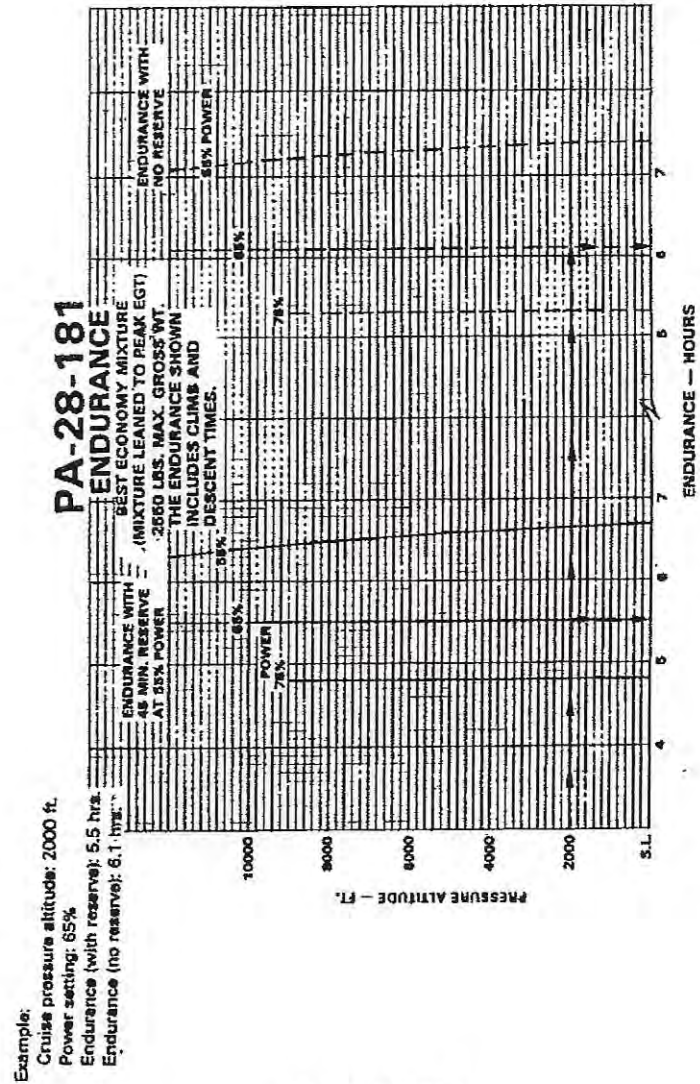 Example:
Cruise pressure altitude: 2000 ft.
Power setting: 65%
Endurance (with reserve): 5.5 hrs.
Endurance (no reserve): 6.1 hrs.
PA-28-181
ENDURANCE
BEST ECONOMY MIXTURE
(MIXTURE LEANED TO PEAK EGT)
2550 LBS. MAX. GROSS WT.
THE ENDURANCE SHOWN
INCLUDES CLIMB AND
DESCENT TIMES.
ENDURANCE WITH
45 MIN. RESERVE
AT 55% POWER
ENDURANCE WITH
NO RESERVE
55% POWER
65%
75%
55%
65%
POWER
75%
PRESSURE ALTITUDE – FT.
10000
8000
6000
4000
2000
S.L.
4
5
6
7
5
6
7
ENDURANCE — HOURS